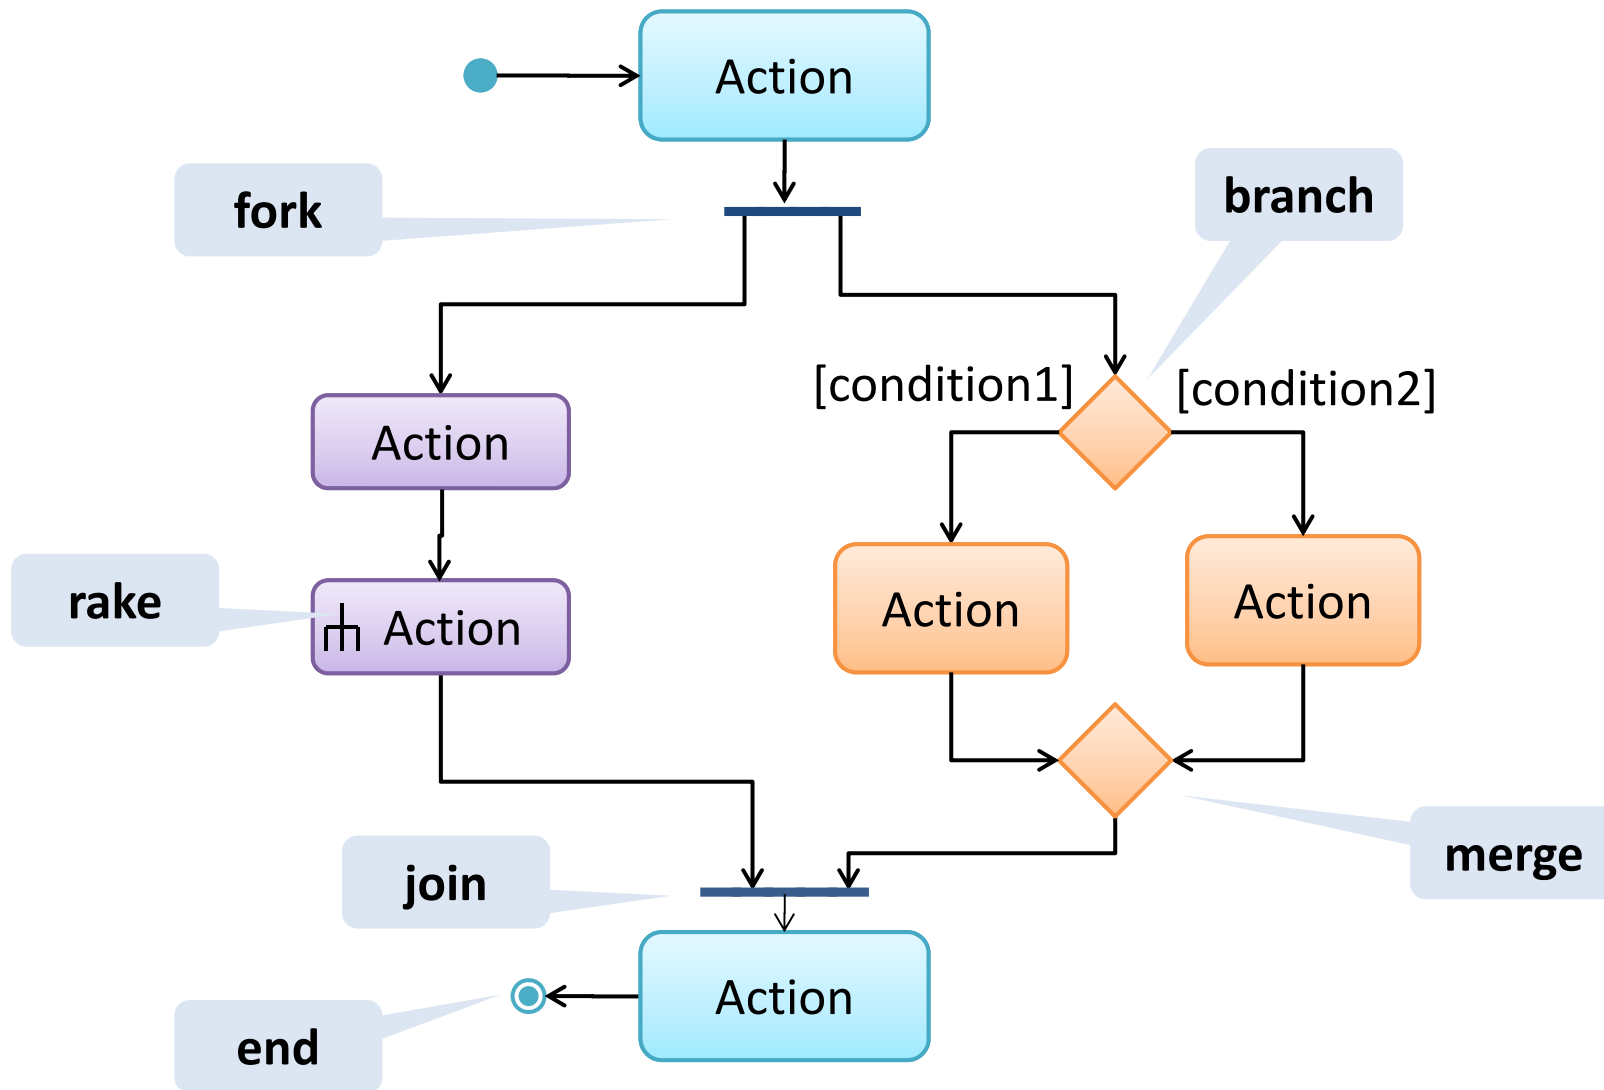 Action
fork
branch
[condition1]
[condition2]
Action
Action
Action
rake
Action
merge
join
Action
end